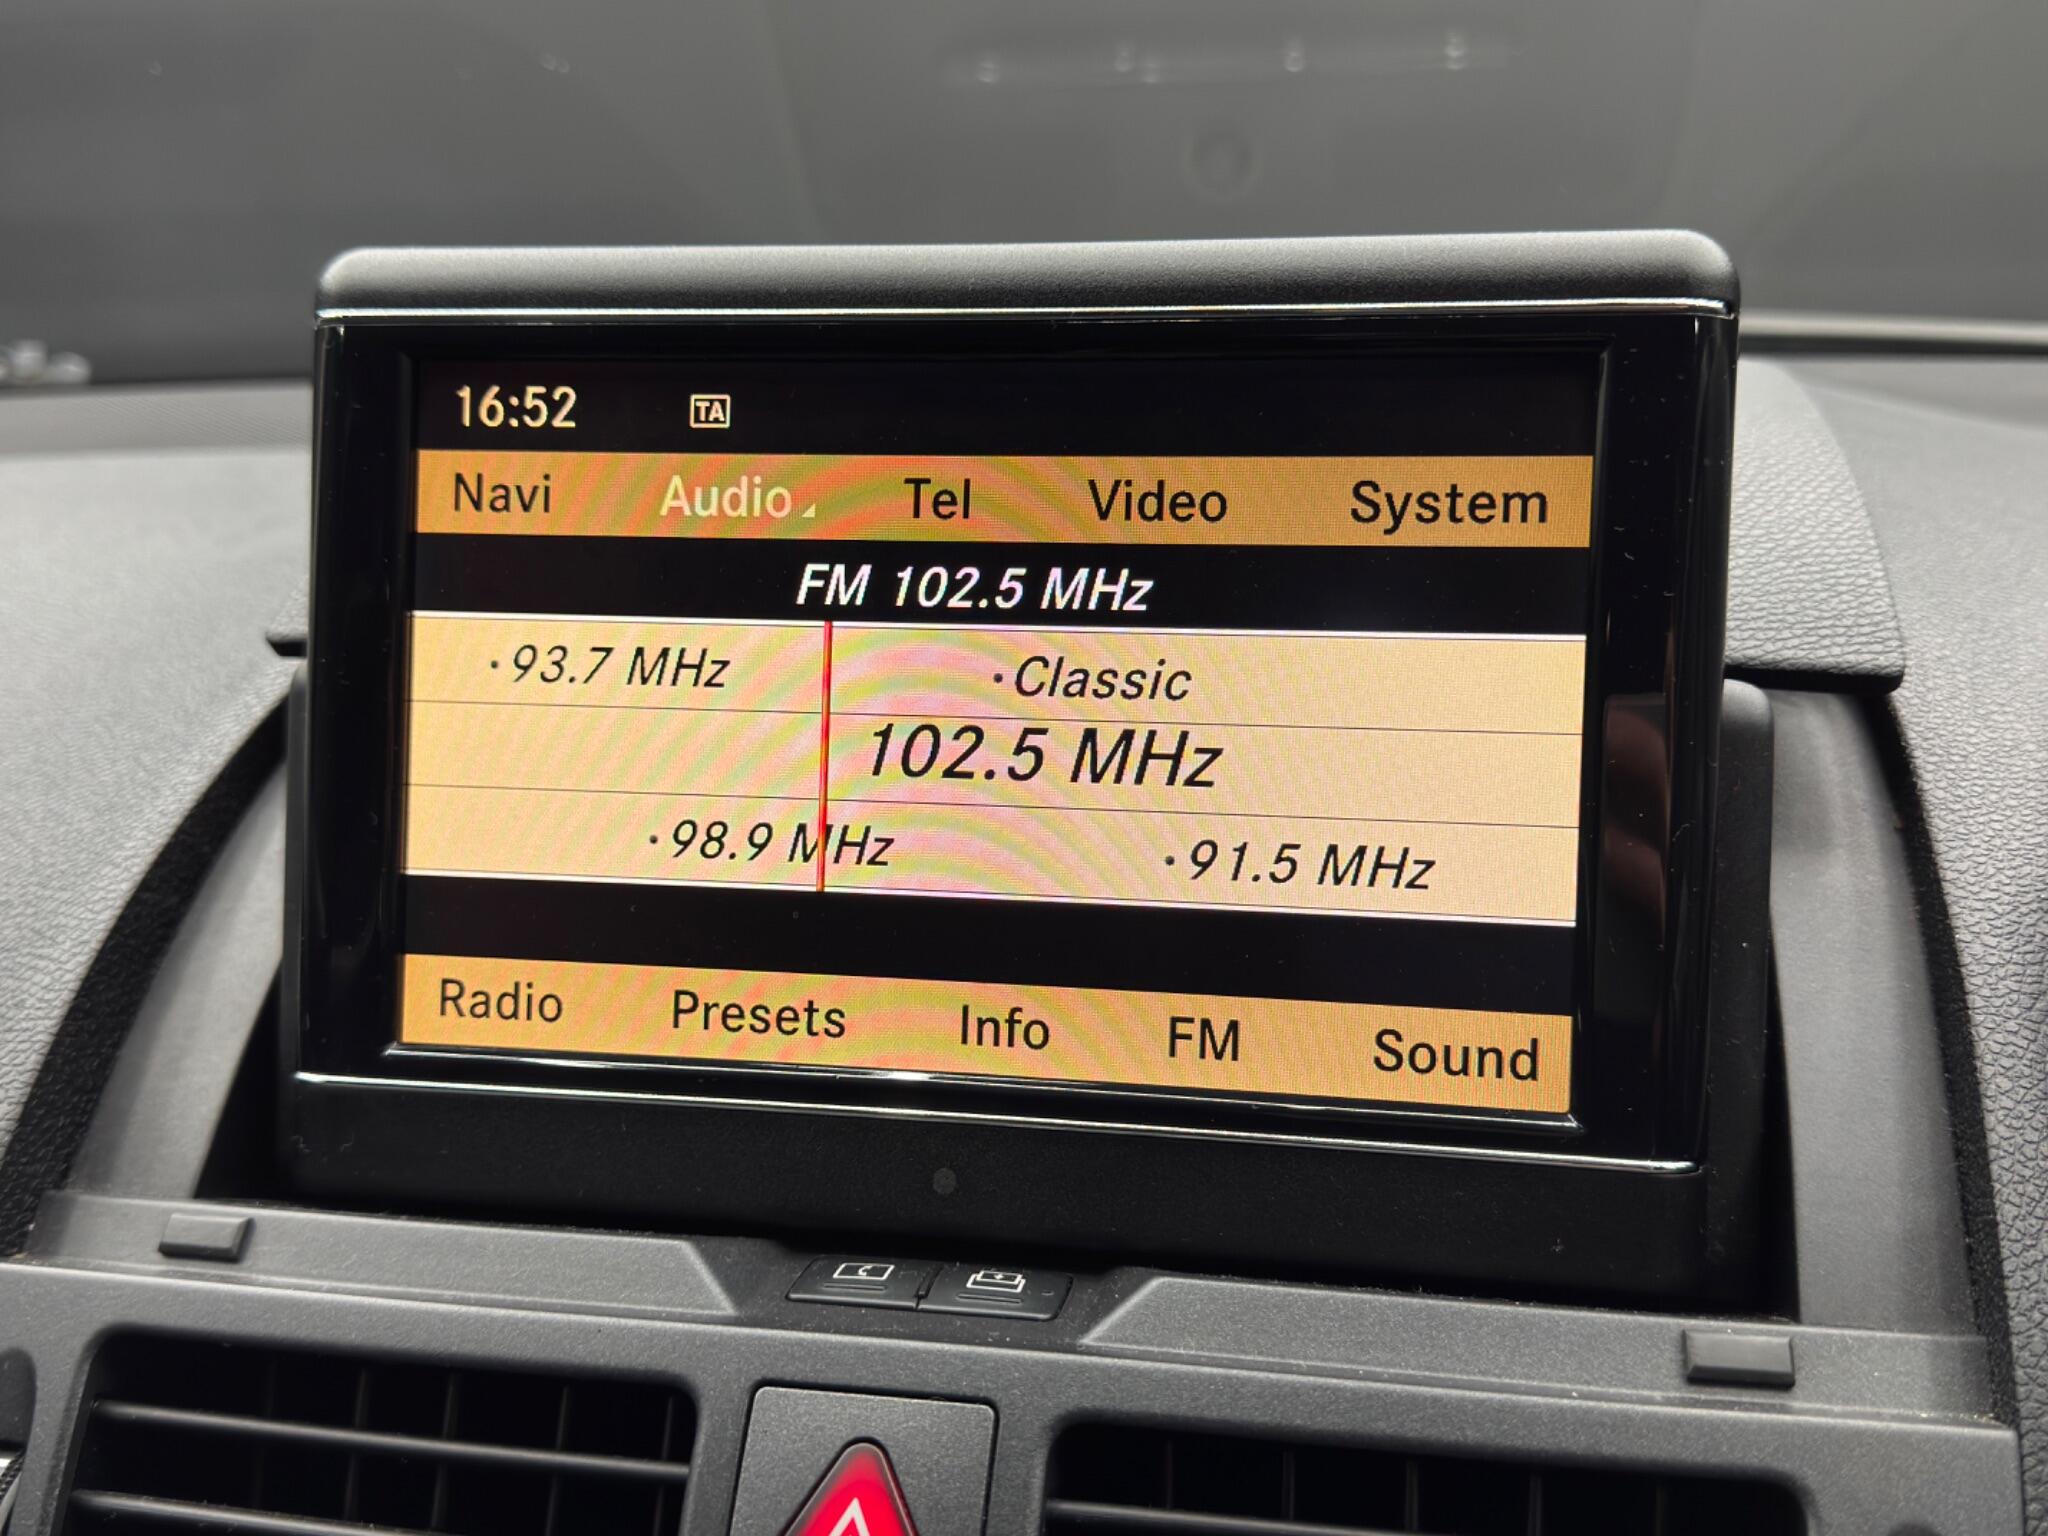 16:52 TA
Navi Audio Tel Video System
FM 102.5 MHz
·93.7 MHz ·Classic
102.5 MHz
·98.9 MHz ·91.5 MHz
Radio Presets Info FM Sound